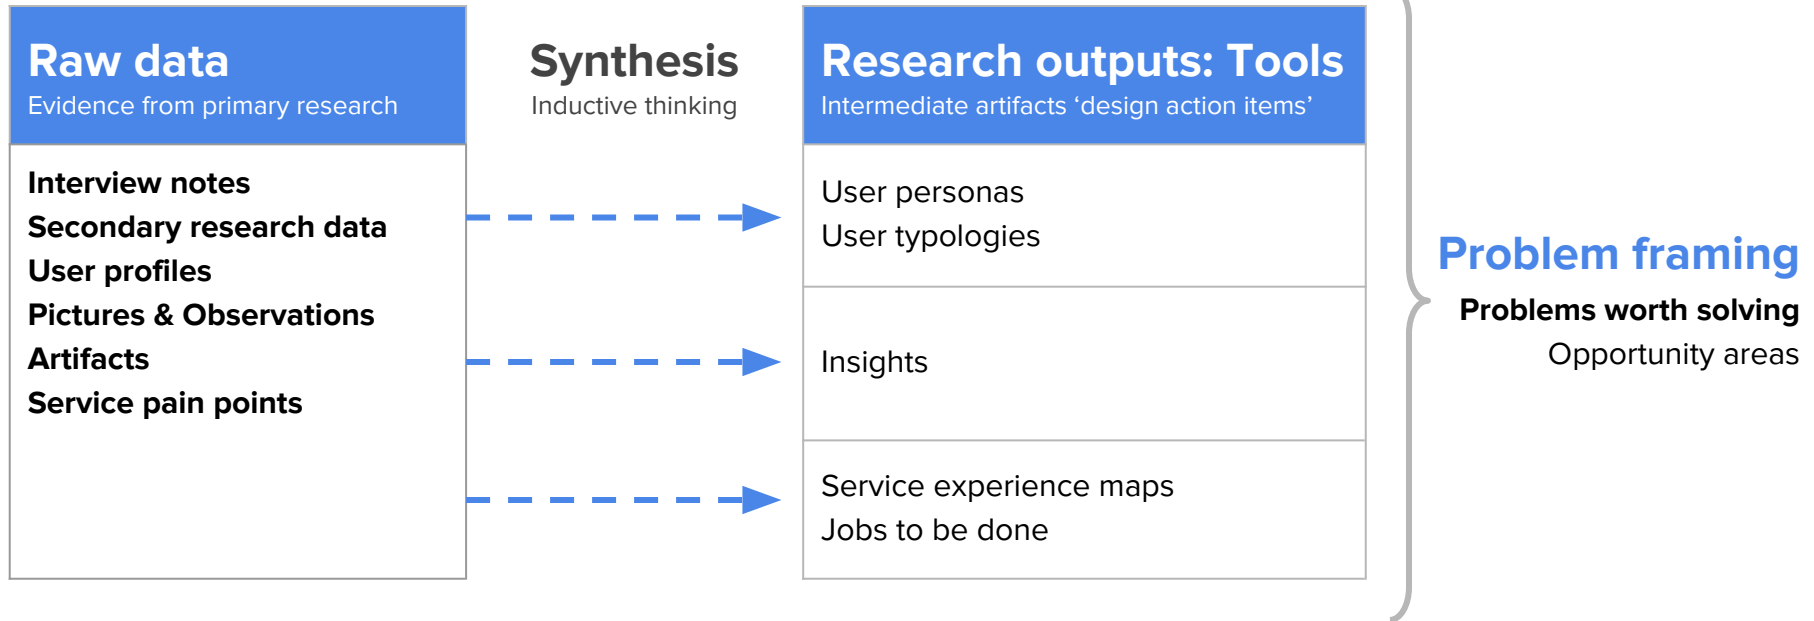 Raw data
Evidence from primary research
Interview notes
Secondary research data
User profiles
Pictures & Observations
Artifacts
Service pain points
Synthesis
Inductive thinking
Research outputs: Tools
Intermediate artifacts ‘design action items’
User personas
User typologies
Insights
Service experience maps
Jobs to be done
Problem framing
Problems worth solving
Opportunity areas